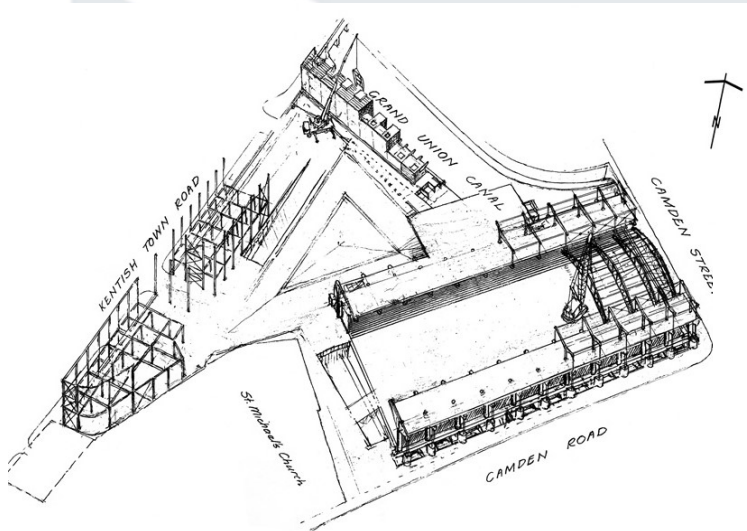 GRAND UNION CANAL
N
KENTISH TOWN ROAD
CAMDEN STREET.
St. Michael's Church
CAMDEN ROAD